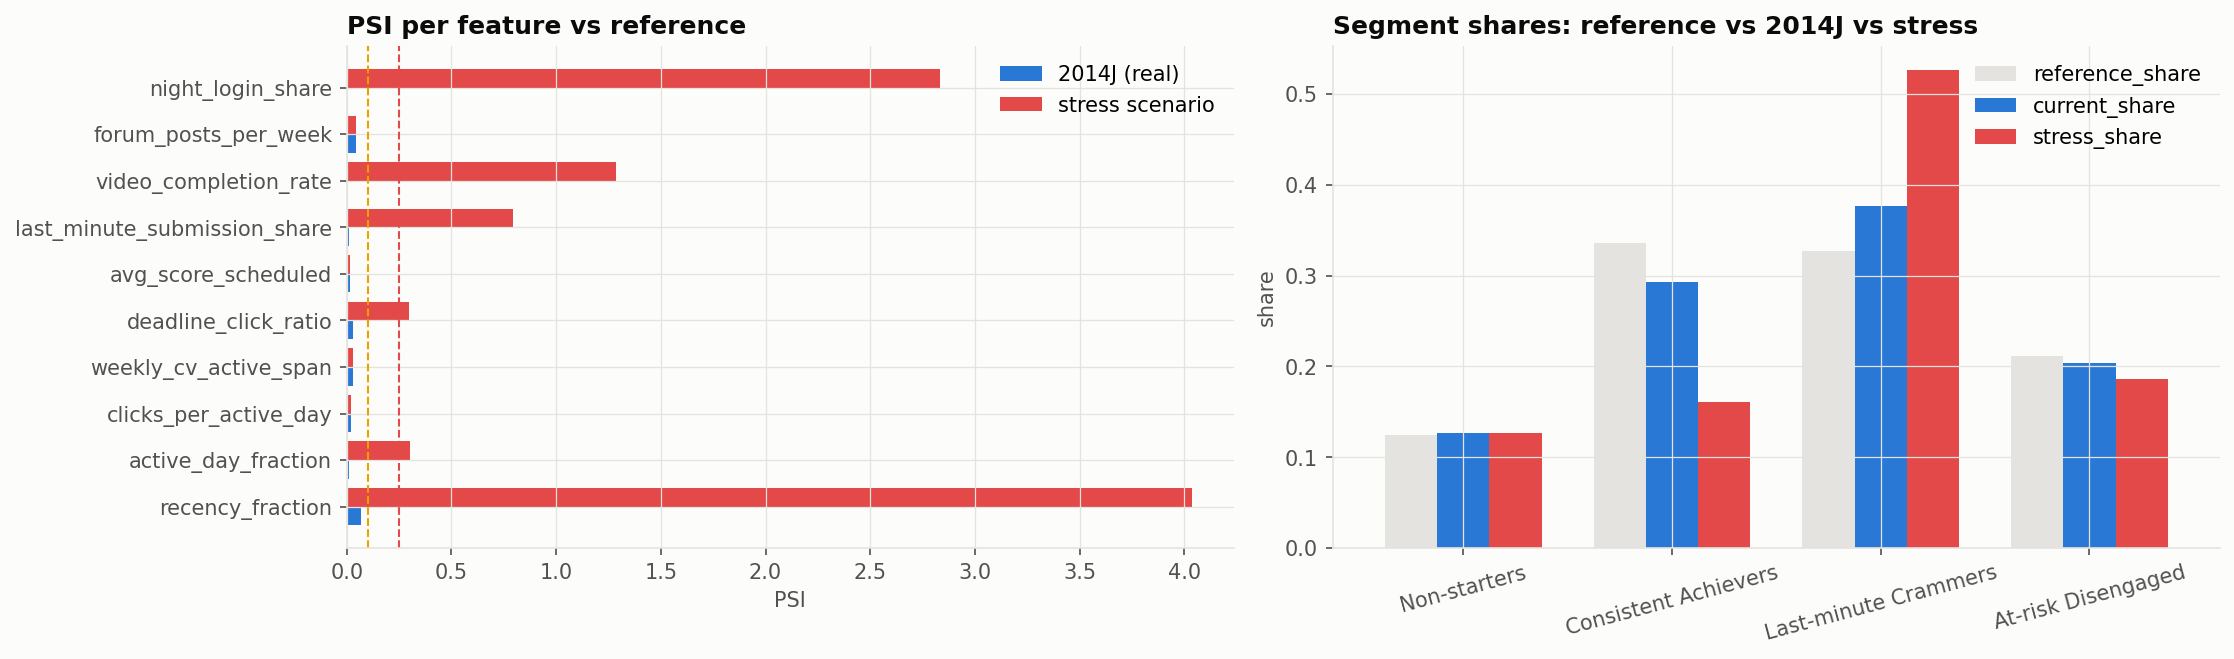 PSI per feature vs reference
night_login_share
forum_posts_per_week
video_completion_rate
last_minute_submission_share
avg_score_scheduled
deadline_click_ratio
weekly_cv_active_span
clicks_per_active_day
active_day_fraction
recency_fraction
2014J (real)
stress scenario
0.0 0.5 1.0 1.5 2.0 2.5 3.0 3.5 4.0
PSI
Segment shares: reference vs 2014J vs stress
reference_share
current_share
stress_share
share
0.5
0.4
0.3
0.2
0.1
0.0
Non-starters
Consistent Achievers
Last-minute Crammers
At-risk Disengaged